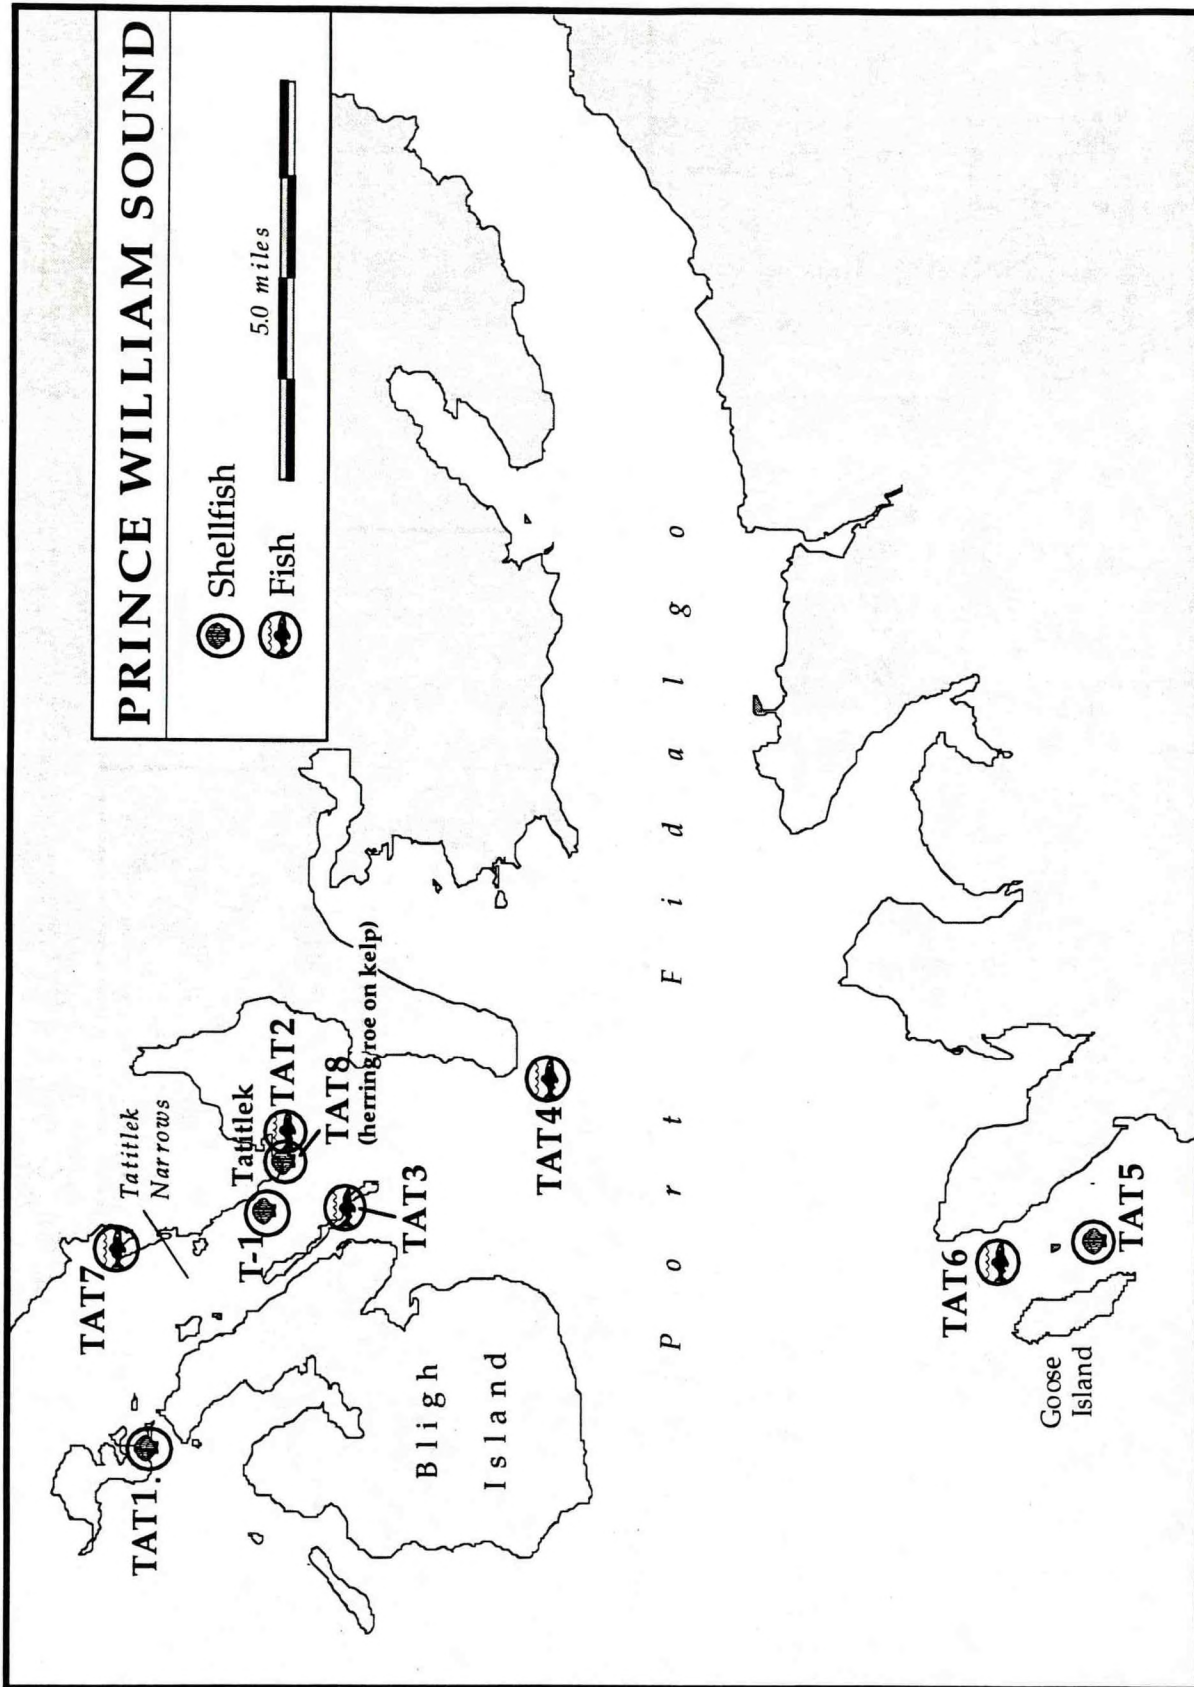 PRINCE WILLIAM SOUND
Shellfish
Fish
5.0 miles
TAT7
Tatitlek
Narrows
TAT1.
T-1
Tatitlek
TAT2
TAT8
(herring roe on kelp)
TAT3
TAT4
Bligh
Island
Port Fidalgo
TAT6
TAT5
Goose
Island